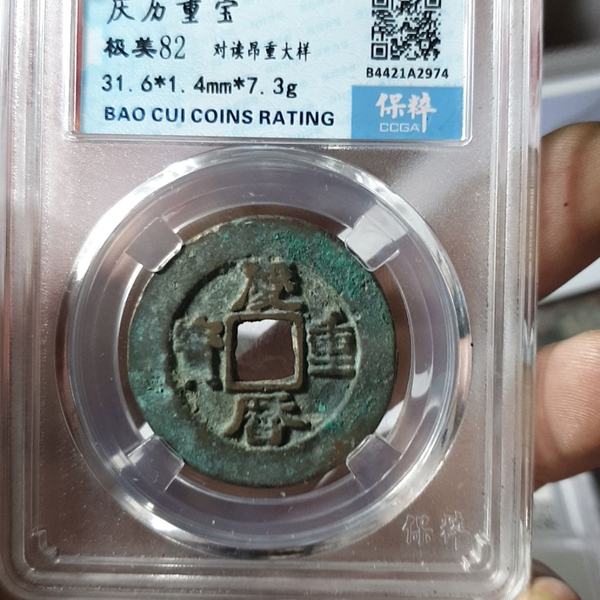 庆历重宝
极美82 对读昂重大样
31.6*1.4mm*7.3g
BAO CUI COINS RATING
B4421A2974
保粹
CCGA
慶
重
曆
保粹